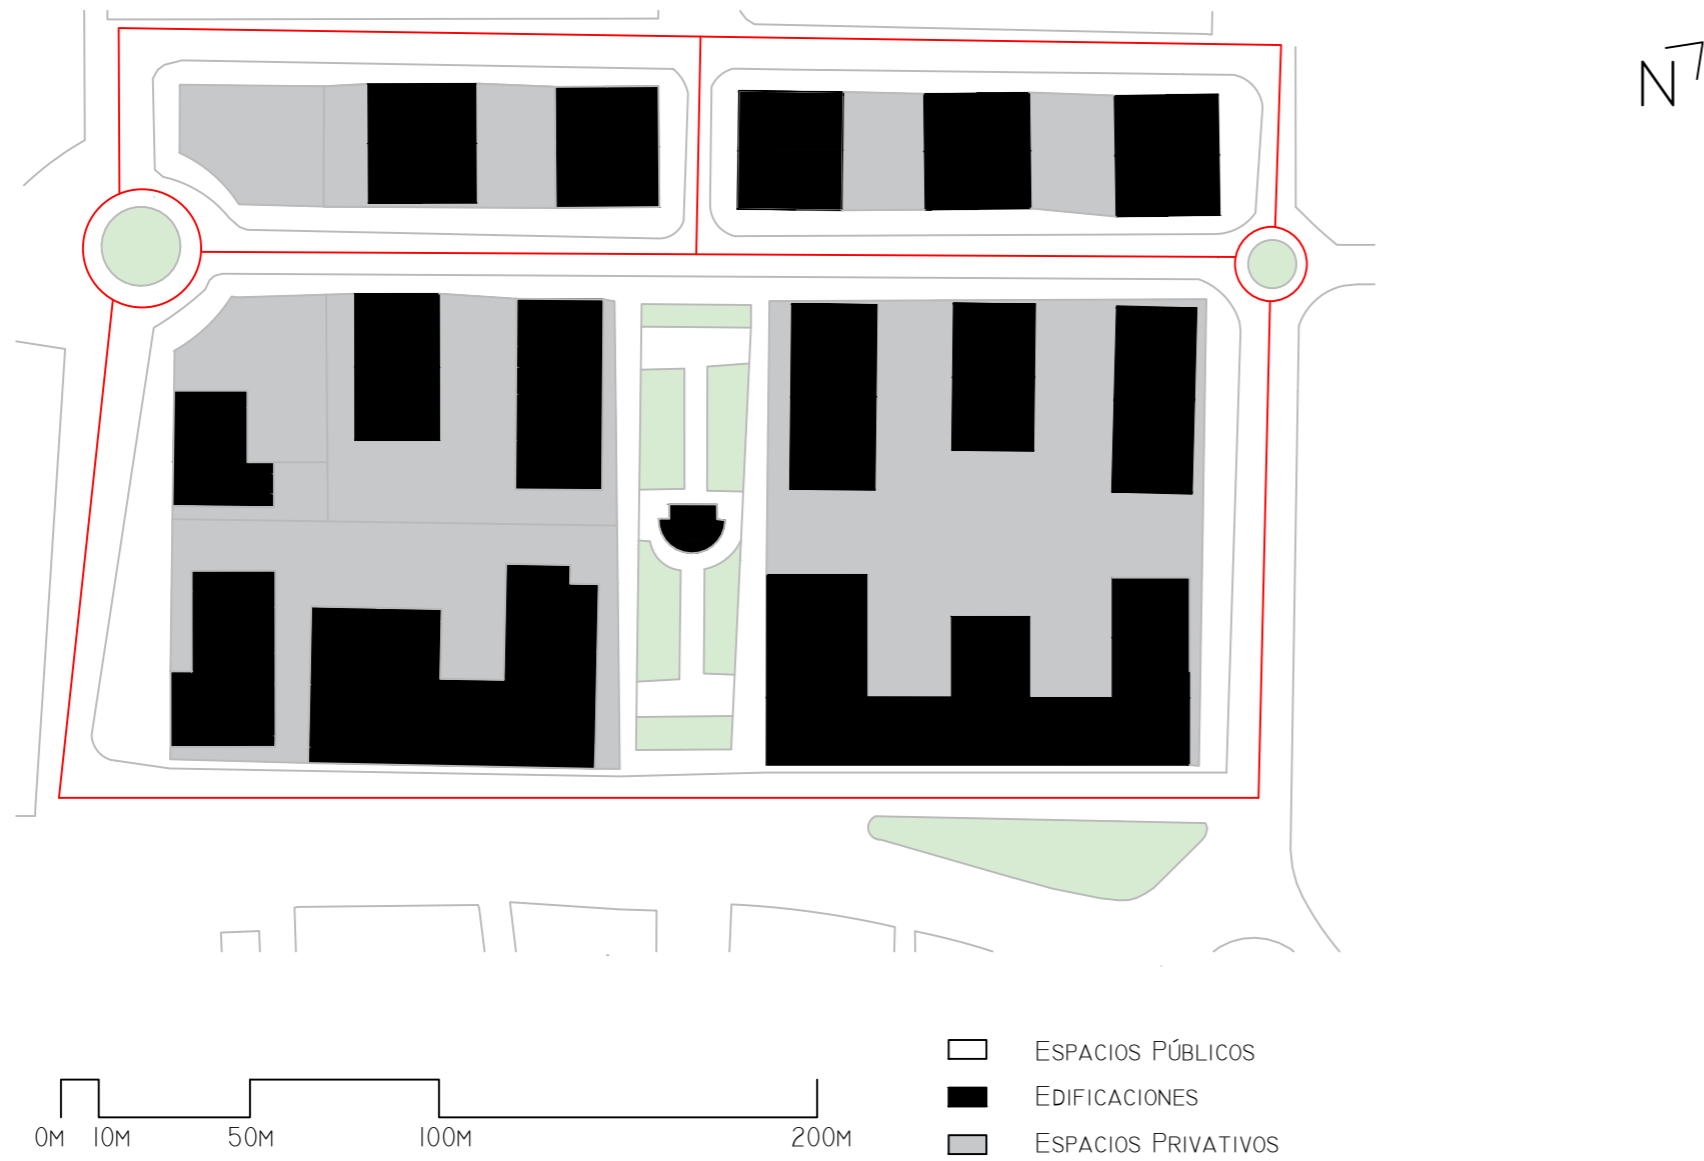 N
0M 10M 50M 100M 200M
ESPACIOS PÚBLICOS
EDIFICACIONES
ESPACIOS PRIVATIVOS